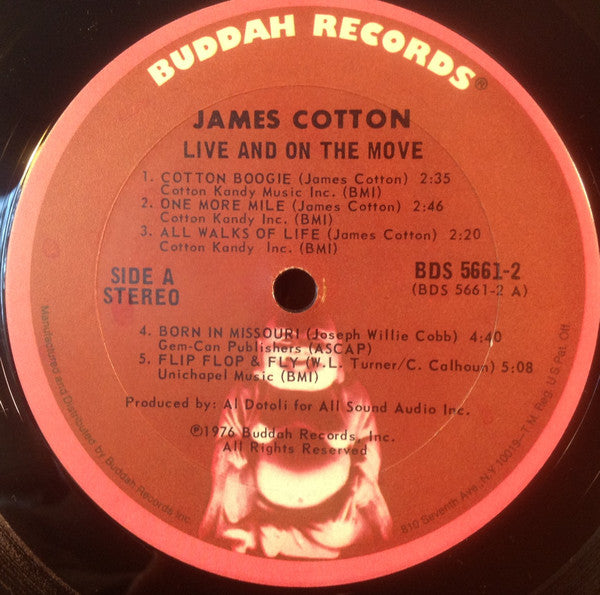 BUDDAH RECORDS®
JAMES COTTON
LIVE AND ON THE MOVE
1. COTTON BOOGIE (James Cotton) 2:35
Cotton Kandy Music Inc. (BMI)
2. ONE MORE MILE (James Cotton) 2:46
Cotton Kandy Inc. (BMI)
3. ALL WALKS OF LIFE (James Cotton) 2:20
Cotton Kandy Inc. (BMI)
SIDE A
STEREO
BDS 5661-2
(BDS 5661-2 A)
4. BORN IN MISSOURI (Joseph Willie Cobb) 4:40
Gem-Can Publishers (ASCAP)
5. FLIP FLOP & FLY (W.L. Turner/C. Calhoun) 5:08
Unichapel Music (BMI)
Produced by: Al Dotoli for All Sound Audio Inc.
℗1976 Buddah Records, Inc.
All Rights Reserved
Manufactured and Distributed by Buddah Records Inc.
810 Seventh Ave., N.Y. 10019 - T.M. Reg. U.S. Pat. Off.